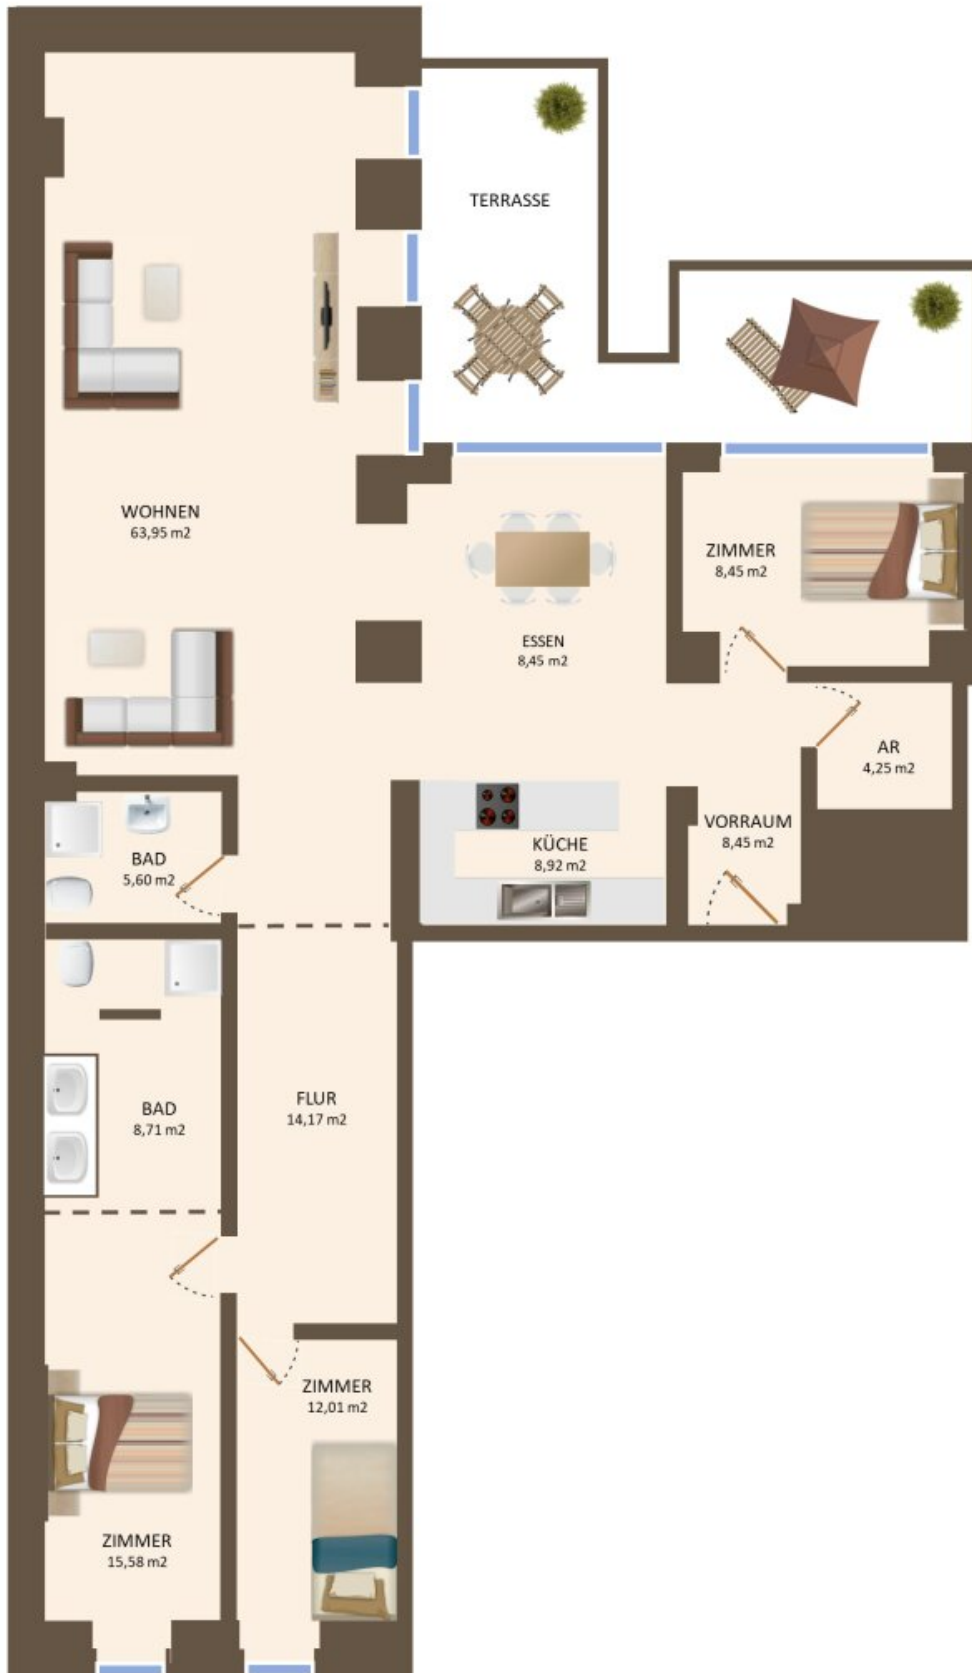 TERRASSE
WOHNEN
63,95 m2
ZIMMER
8,45 m2
ESSEN
8,45 m2
AR
4,25 m2
VORRAUM
8,45 m2
KÜCHE
8,92 m2
BAD
5,60 m2
FLUR
14,17 m2
BAD
8,71 m2
ZIMMER
12,01 m2
ZIMMER
15,58 m2